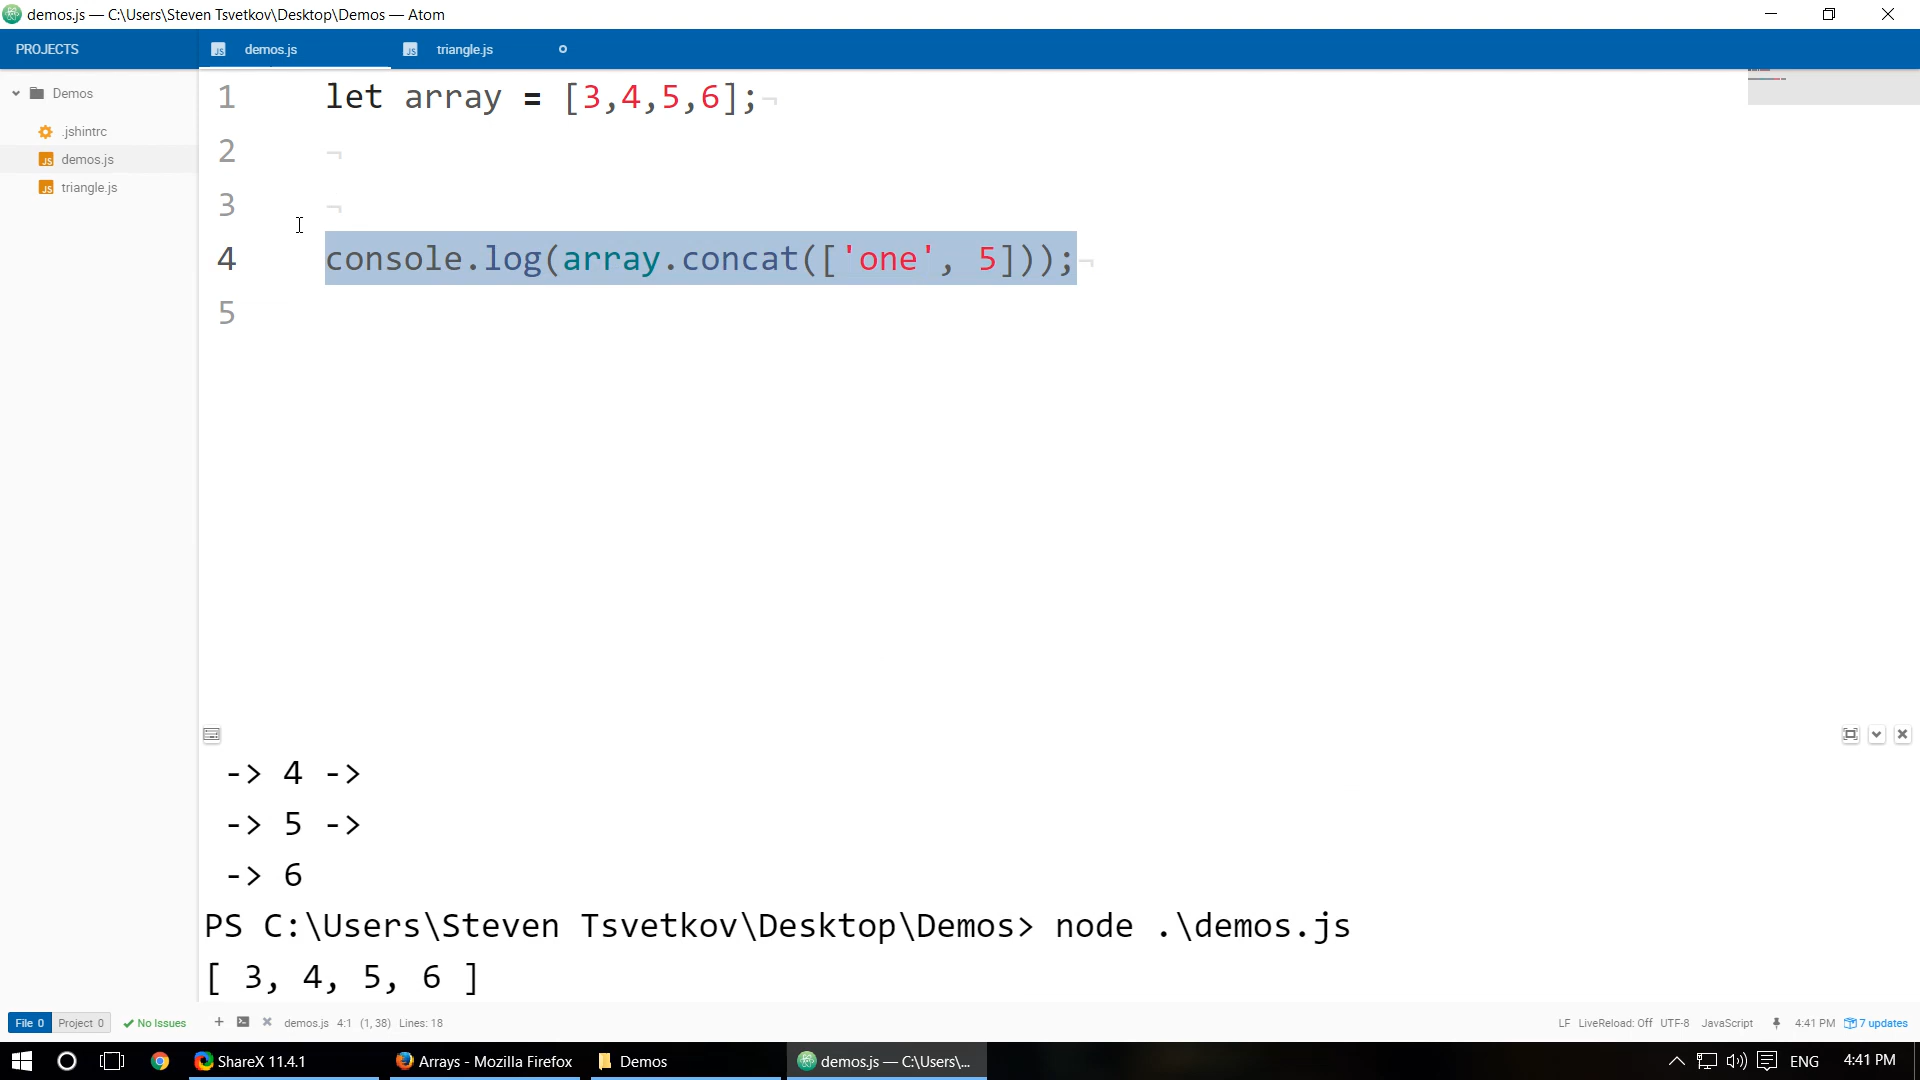 demos.js — C:\Users\Steven Tsvetkov\Desktop\Demos — Atom
PROJECTS
demos.js
triangle.js
Demos
.jshintrc
demos.js
triangle.js
1 let array = [3,4,5,6];¬
2 ¬
3 ¬
4 console.log(array.concat(['one', 5]));¬
5
-> 4 ->
-> 5 ->
-> 6
PS C:\Users\Steven Tsvetkov\Desktop\Demos> node .\demos.js
[ 3, 4, 5, 6 ]
File 0 Project 0 No Issues demos.js 4:1 (1, 38) Lines: 18 LF LiveReload: Off UTF-8 JavaScript 4:41 PM 7 updates
ShareX 11.4.1 Arrays - Mozilla Firefox Demos demos.js — C:\Users\... ENG 4:41 PM